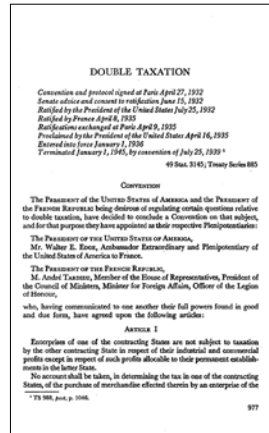 DOUBLE TAXATION
Convention and protocol signed at Paris April 27, 1932
Senate advice and consent to ratification June 15, 1932
Ratified by the President of the United States July 25, 1932
Ratified by France April 8, 1935
Ratifications exchanged at Paris April 9, 1935
Proclaimed by the President of the United States April 16, 1935
Entered into force January 1, 1936
Terminated January 1, 1945, by convention of July 25, 1939 ¹
49 Stat. 3145; Treaty Series 885
CONVENTION
The PRESIDENT of the UNITED STATES OF AMERICA and the PRESIDENT of
the FRENCH REPUBLIC being desirous of regulating certain questions relative
to double taxation, have decided to conclude a Convention on that subject,
and for that purpose they have appointed as their respective Plenipotentiaries:
The PRESIDENT OF THE UNITED STATES OF AMERICA,
Mr. Walter E. EDGE, Ambassador Extraordinary and Plenipotentiary of
the United States of America to France.
The PRESIDENT OF THE FRENCH REPUBLIC,
M. André TARDIEU, Member of the House of Representatives, President of
the Council of Ministers, Minister for Foreign Affairs, Officer of the Legion
of Honour,
who, having communicated to one another their full powers found in good
and due form, have agreed upon the following articles:
ARTICLE I
Enterprises of one of the contracting States are not subject to taxation
by the other contracting State in respect of their industrial and commercial
profits except in respect of such profits allocable to their permanent establish-
ments in the latter State.
No account shall be taken, in determining the tax in one of the contracting
States, of the purchase of merchandise effected therein by an enterprise of the
¹ TS 988, post, p. 1046.
977